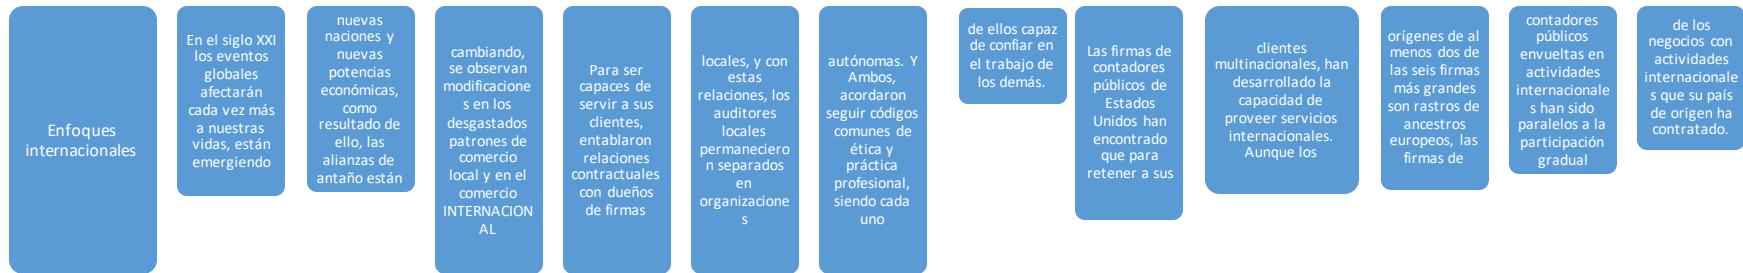 Enfoques
internacionales
En el siglo XXI
los eventos
globales
afectarán
cada vez más
a nuestras
vidas, están
emergiendo
nuevas
naciones y
nuevas
potencias
económicas,
como
resultado de
ello, las
alianzas de
antaño están
cambiando,
se observan
modificacione
s en los
desgastados
patrones de
comercio
local y en el
comercio
INTERNACION
AL
Para ser
capaces de
servir a sus
clientes,
entablaron
relaciones
contractuales
con dueños
de firmas
locales, y con
estas
relaciones, los
auditores
locales
permaneciero
n separados
en
organizacione
s
autónomas. Y
Ambos,
acordaron
seguir códigos
comunes de
ética y
práctica
profesional,
siendo cada
uno
de ellos capaz
de confiar en
el trabajo de
los demás.
Las firmas de
contadores
públicos de
Estados
Unidos han
encontrado
que para
retener a sus
clientes
multinacionales, han
desarrollado la
capacidad de
proveer servicios
internacionales.
Aunque los
orígenes de al
menos dos de
las seis firmas
más grandes
son rastros de
ancestros
europeos, las
firmas de
contadores
públicos
envueltas en
actividades
internacionale
s han sido
paralelos a la
participación
gradual
de los
negocios con
actividades
internacionale
s que su país
de origen ha
contratado.